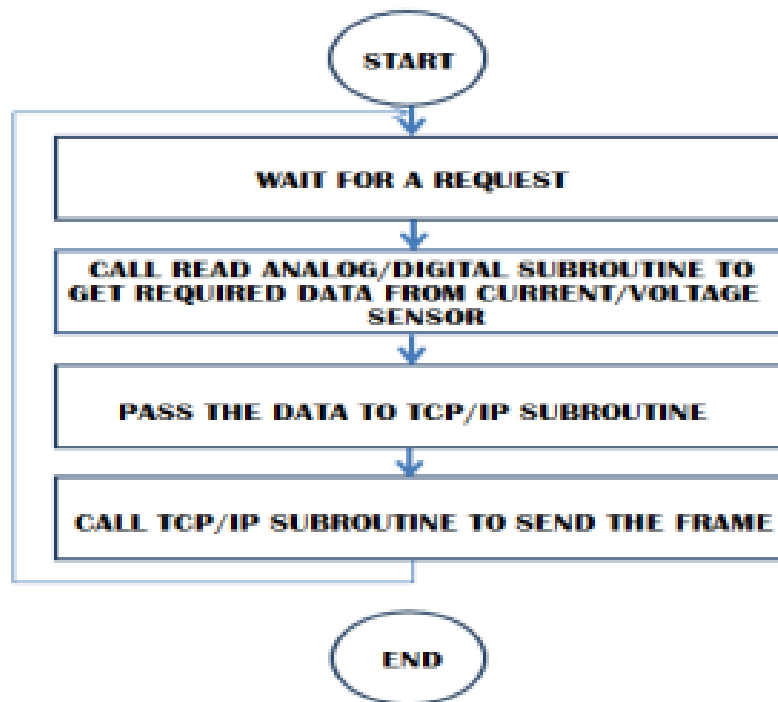 START
WAIT FOR A REQUEST
CALL READ ANALOG/DIGITAL SUBROUTINE TO
GET REQUIRED DATA FROM CURRENT/VOLTAGE
SENSOR
PASS THE DATA TO TCP/IP SUBROUTINE
CALL TCP/IP SUBROUTINE TO SEND THE FRAME
END